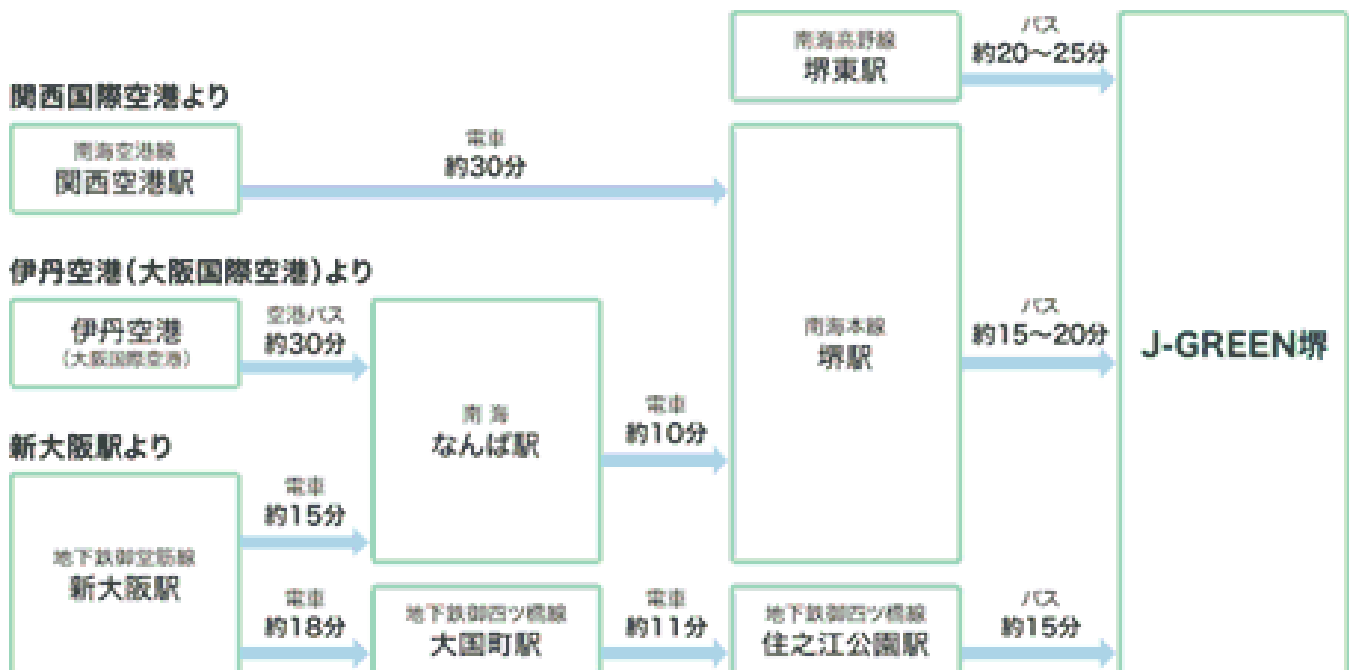 南海高野線
堺東駅
バス
約20〜25分
関西国際空港より
南海空港線
関西空港駅
電車
約30分
伊丹空港(大阪国際空港)より
伊丹空港
(大阪国際空港)
空港バス
約30分
南海
なんば駅
電車
約10分
南海本線
堺駅
バス
約15〜20分
J-GREEN堺
新大阪駅より
地下鉄御堂筋線
新大阪駅
電車
約15分
電車
約18分
地下鉄御四ツ橋線
大国町駅
電車
約11分
地下鉄御四ツ橋線
住之江公園駅
バス
約15分